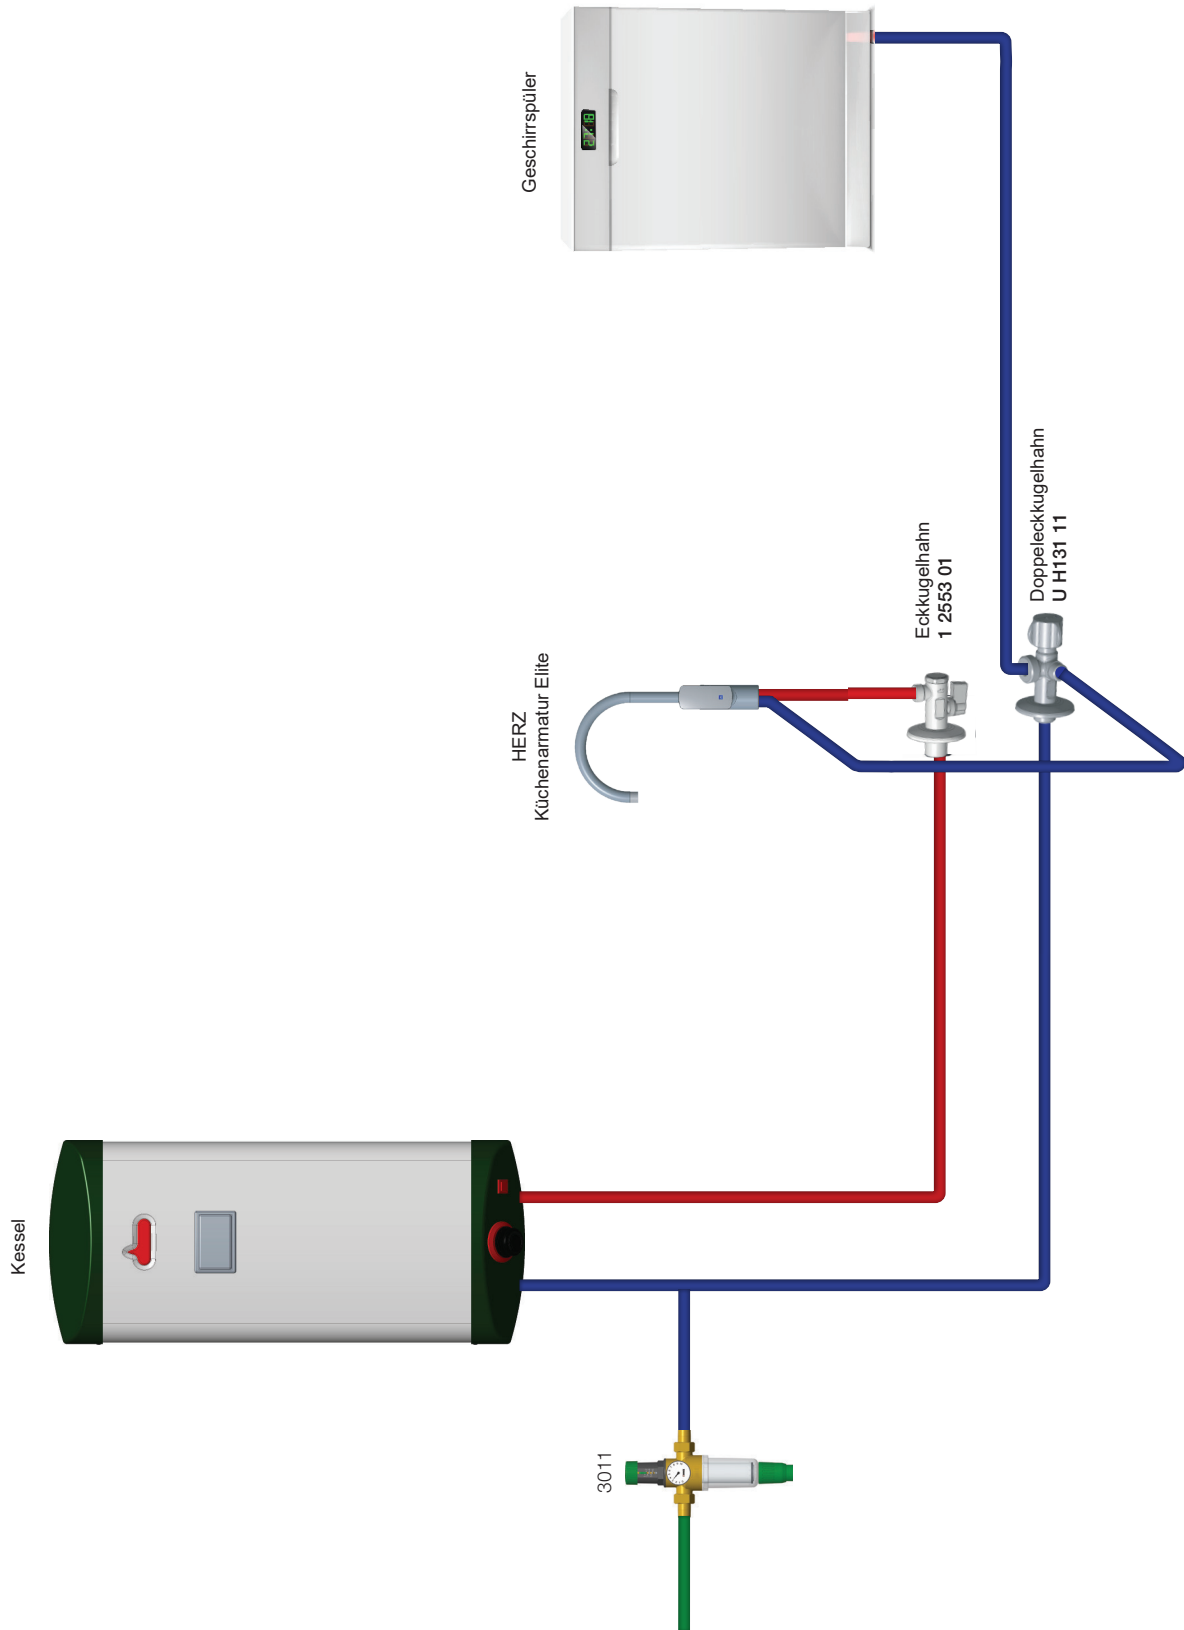 Kessel
3011
HERZ
Küchenarmatur Elite
Eckkugelhahn
1 2553 01
Doppeleckkugelhahn
U H131 11
Geschirrspüler